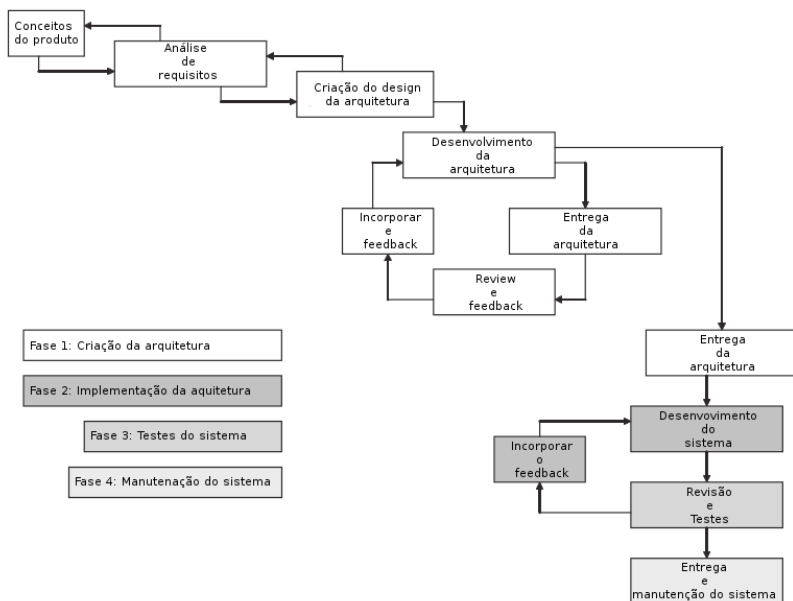 Conceitos
do produto
Análise
de
requisitos
Criação do design
da arquitetura
Desenvolvimento
da
arquitetura
Incorporar
e
feedback
Entrega
da
arquitetura
Review
e
feedback
Fase 1: Criação da arquitetura
Fase 2: Implementação da aquitetura
Fase 3: Testes do sistema
Fase 4: Manutenação do sistema
Entrega
da
arquitetura
Desenvovimento
do
sistema
Incorporar
o
feedback
Revisão
e
Testes
Entrega
e
manutenção do sistema